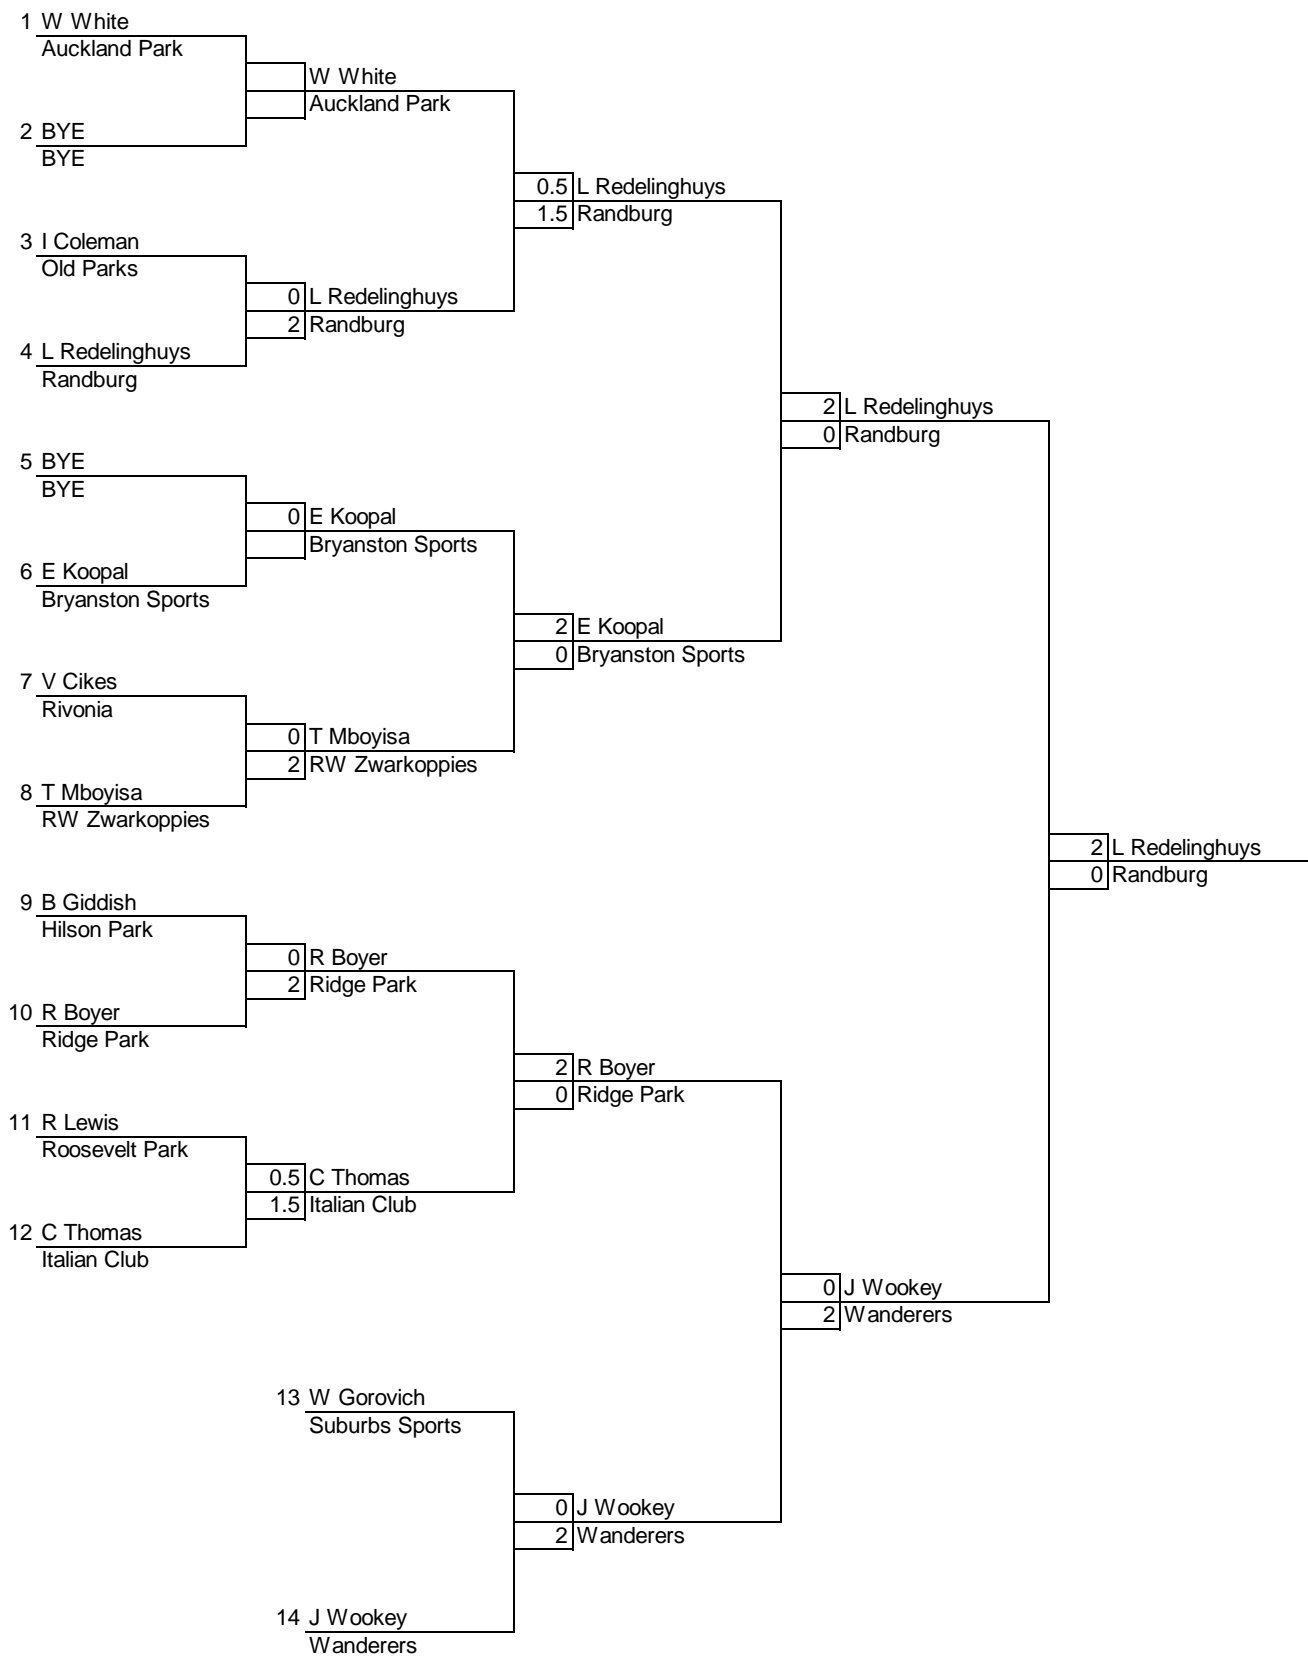 1 W White
Auckland Park
W White
Auckland Park
2 BYE
BYE
0.5 L Redelinghuys
1.5 Randburg
3 I Coleman
Old Parks
0 L Redelinghuys
2 Randburg
4 L Redelinghuys
Randburg
2 L Redelinghuys
0 Randburg
5 BYE
BYE
0 E Koopal
Bryanston Sports
6 E Koopal
Bryanston Sports
2 E Koopal
0 Bryanston Sports
7 V Cikes
Rivonia
0 T Mboyisa
2 RW Zwarkoppies
8 T Mboyisa
RW Zwarkoppies
2 L Redelinghuys
0 Randburg
9 B Giddish
Hilson Park
0 R Boyer
2 Ridge Park
10 R Boyer
Ridge Park
2 R Boyer
0 Ridge Park
11 R Lewis
Roosevelt Park
0.5 C Thomas
1.5 Italian Club
12 C Thomas
Italian Club
0 J Wookey
2 Wanderers
13 W Gorovich
Suburbs Sports
0 J Wookey
2 Wanderers
14 J Wookey
Wanderers